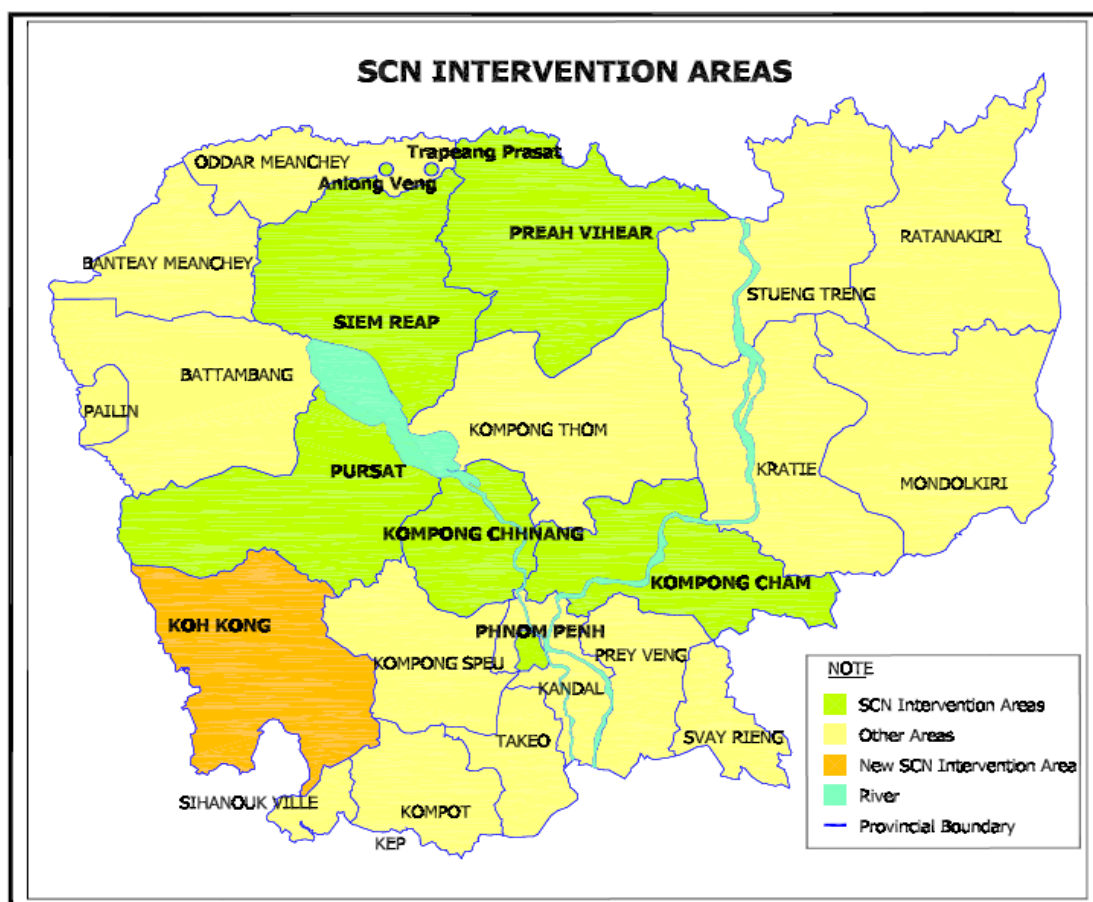 SCN INTERVENTION AREAS
Trapeang Prasat
ODDAR MEANCHEY
Anlong Veng
PREAH VIHEAR
RATANAKIRI
BANTEAY MEANCHEY
STUENG TRENG
SIEM REAP
BATTAMBANG
PAILIN
KOMPONG THOM
PURSAT
KRATIE
MONDOLKIRI
KOMPONG CHHNANG
KOMPONG CHAM
KOH KONG
PHNOM PENH
PREY VENG
KOMPONG SPEU
KANDAL
TAKEO
SVAY RIENG
SIHANOUK VILLE
KOMPOT
KEP
NOTE
SCN Intervention Areas
Other Areas
New SCN Intervention Area
River
Provincial Boundary